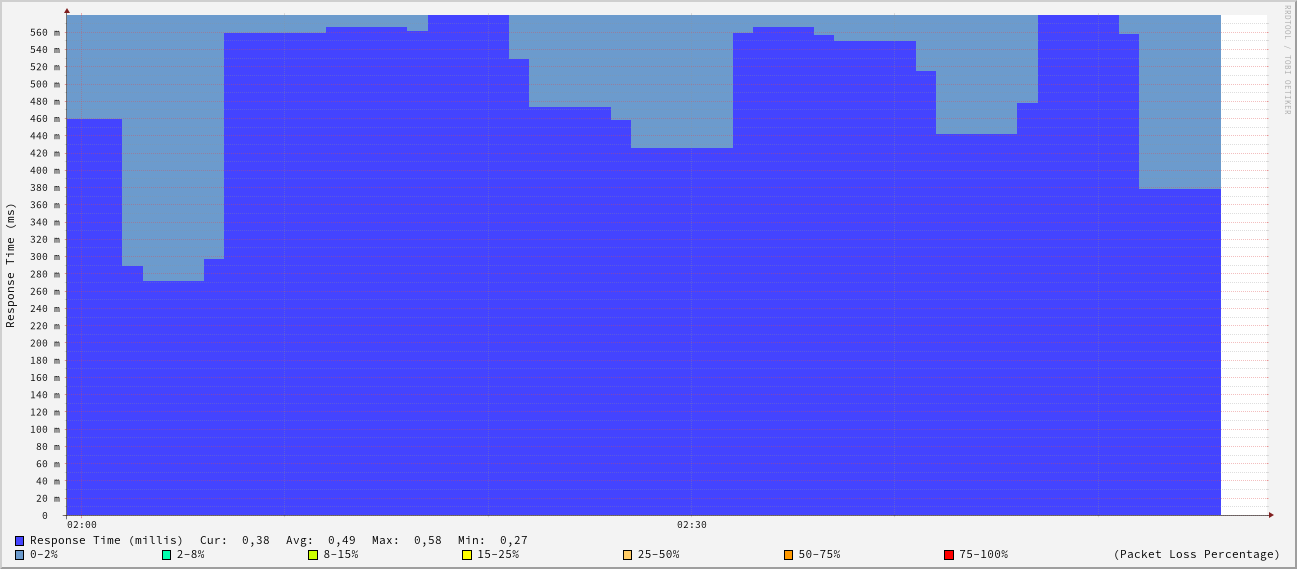 RRDTOOL / TOBI OETIKER
Response Time (ms)
560 m
540 m
520 m
500 m
480 m
460 m
440 m
420 m
400 m
380 m
360 m
340 m
320 m
300 m
280 m
260 m
240 m
220 m
200 m
180 m
160 m
140 m
120 m
100 m
80 m
60 m
40 m
20 m
0
02:00 02:30
Response Time (millis) Cur: 0,38 Avg: 0,49 Max: 0,58 Min: 0,27
0-2% 2-8% 8-15% 15-25% 25-50% 50-75% 75-100% (Packet Loss Percentage)